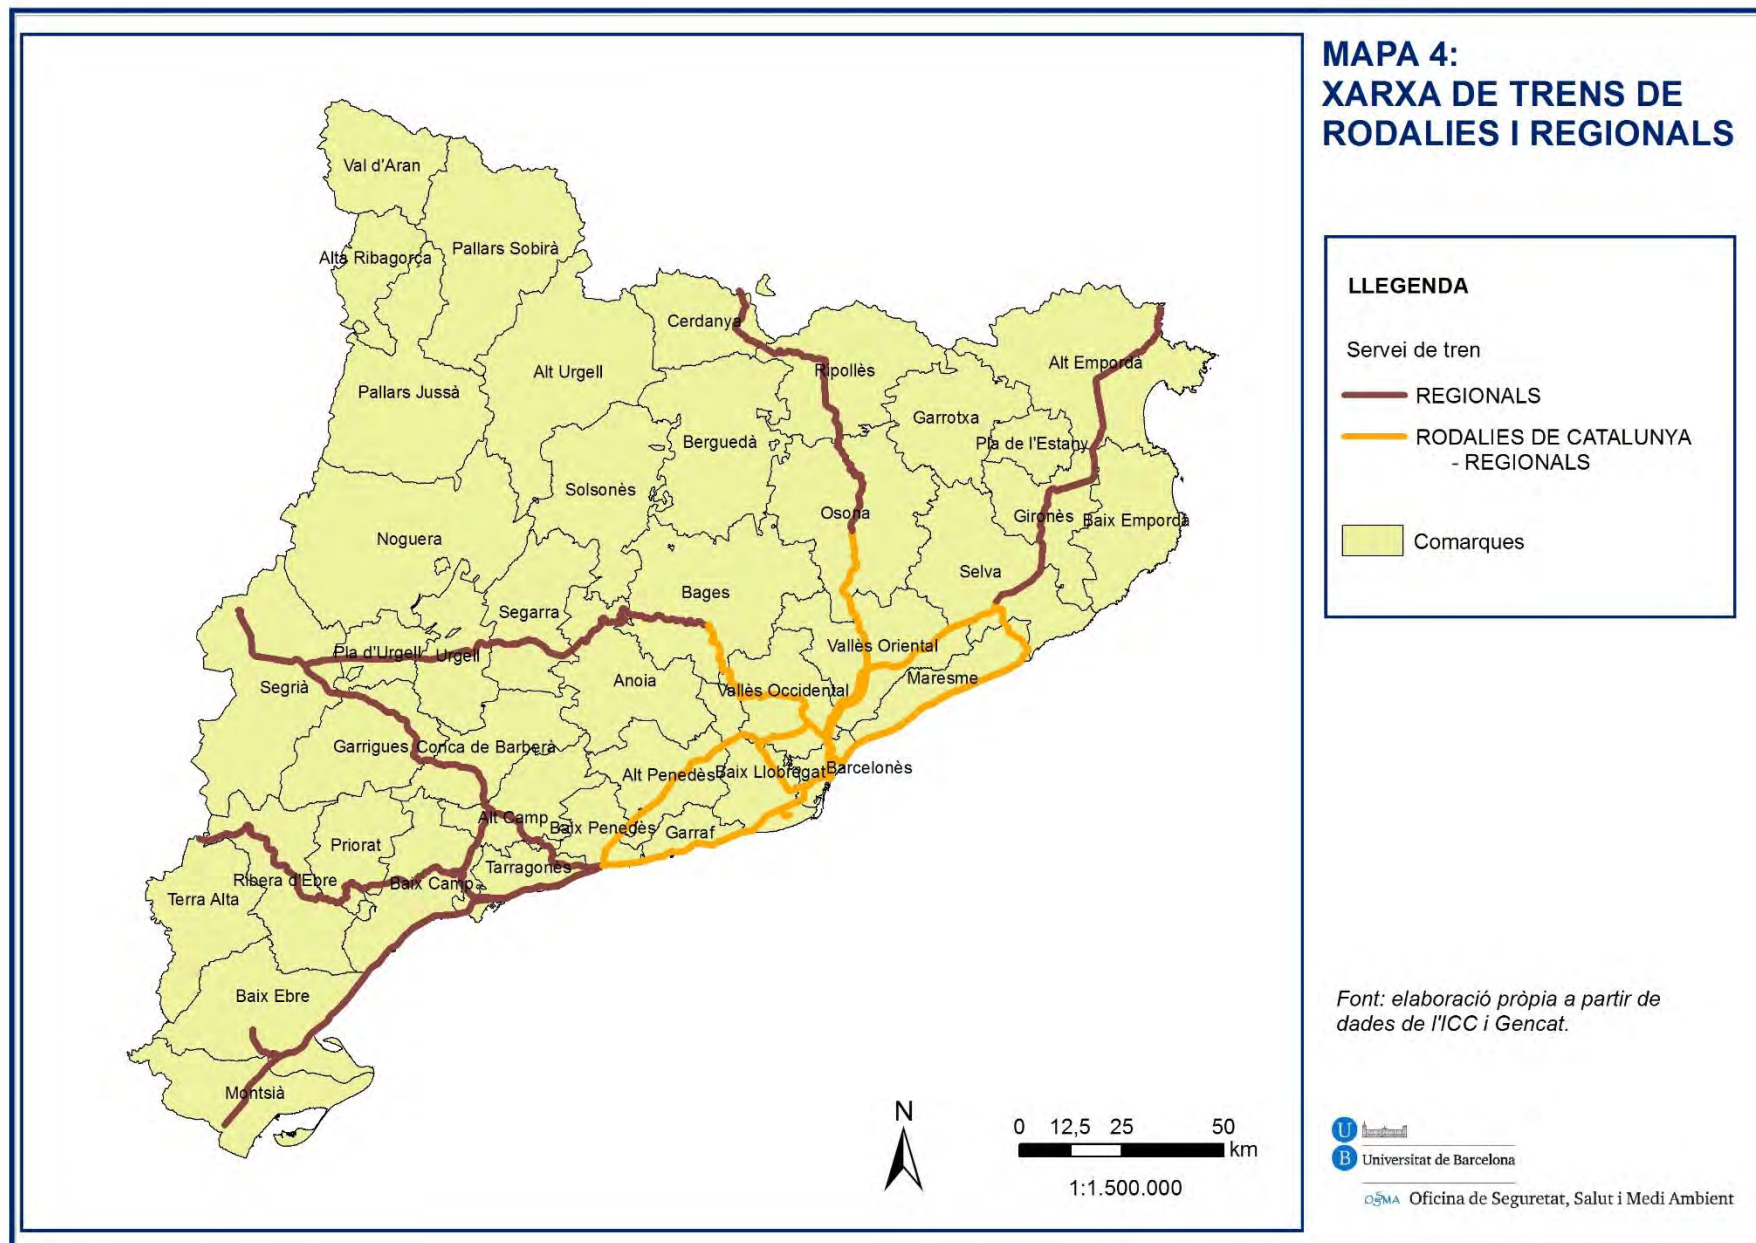 MAPA 4:
XARXA DE TRENS DE
RODALIES I REGIONALS
LLEGENDA
Servei de tren
REGIONALS
RODALIES DE CATALUNYA
- REGIONALS
Comarques
Val d'Aran
Alta Ribagorça
Pallars Sobirà
Cerdanya
Alt Empordà
Ripollès
Alt Urgell
Pallars Jussà
Garrotxa
Pla de l'Estany
Berguedà
Solsonès
Osona
Gironès
Baix Empordà
Noguera
Selva
Bages
Segarra
Vallès Oriental
Pla d'Urgell
Urgell
Maresme
Anoia
Segrià
Vallès Occidental
Garrigues
Conca de Barberà
Alt Penedès
Baix Llobregat
Barcelonès
Alt Camp
Baix Penedès
Garraf
Priorat
Tarragonès
Ribera d'Ebre
Baix Camp
Terra Alta
Baix Ebre
Montsià
N
0 12,5 25 50
km
1:1.500.000
Font: elaboració pròpia a partir de
dades de l'ICC i Gencat.
U
B Universitat de Barcelona
OSSMA Oficina de Seguretat, Salut i Medi Ambient